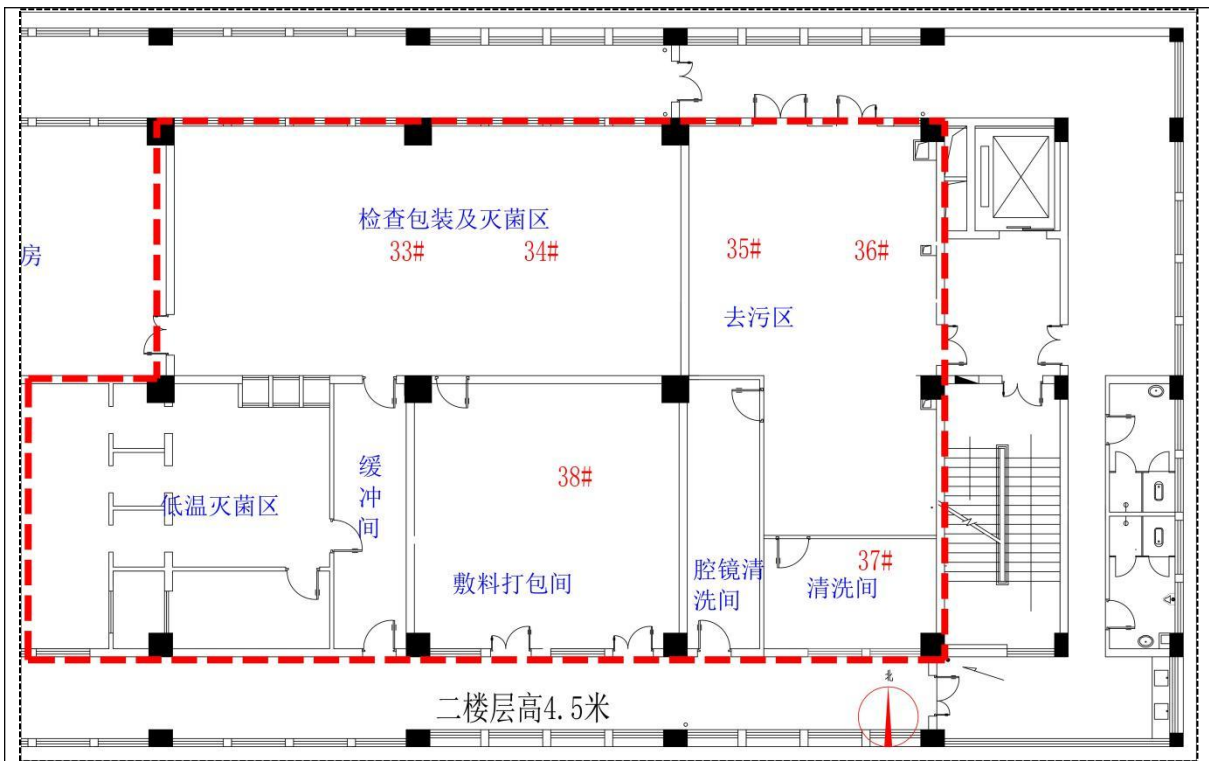 检查包装及灭菌区
33#
34#
35#
36#
房
去污区
38#
缓
冲
间
低温灭菌区
37#
腔镜清
洗间
敷料打包间
清洗间
北
二楼层高4.5米